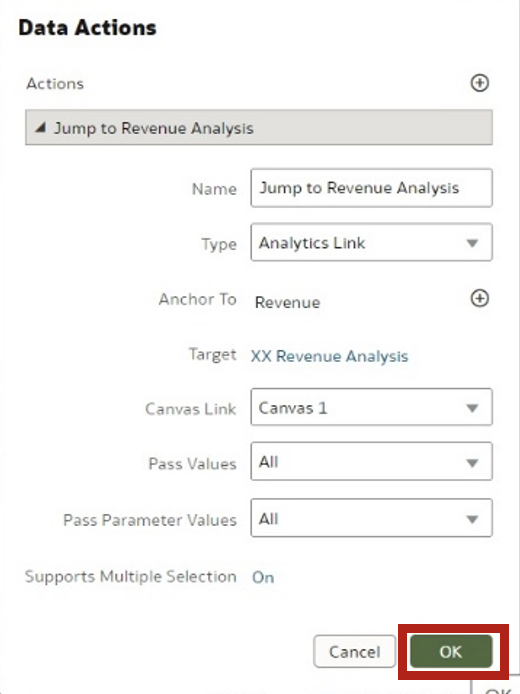 Data Actions
Actions
Jump to Revenue Analysis
Name Jump to Revenue Analysis
Type Analytics Link
Anchor To Revenue
Target XX Revenue Analysis
Canvas Link Canvas 1
Pass Values All
Pass Parameter Values All
Supports Multiple Selection On
Cancel OK